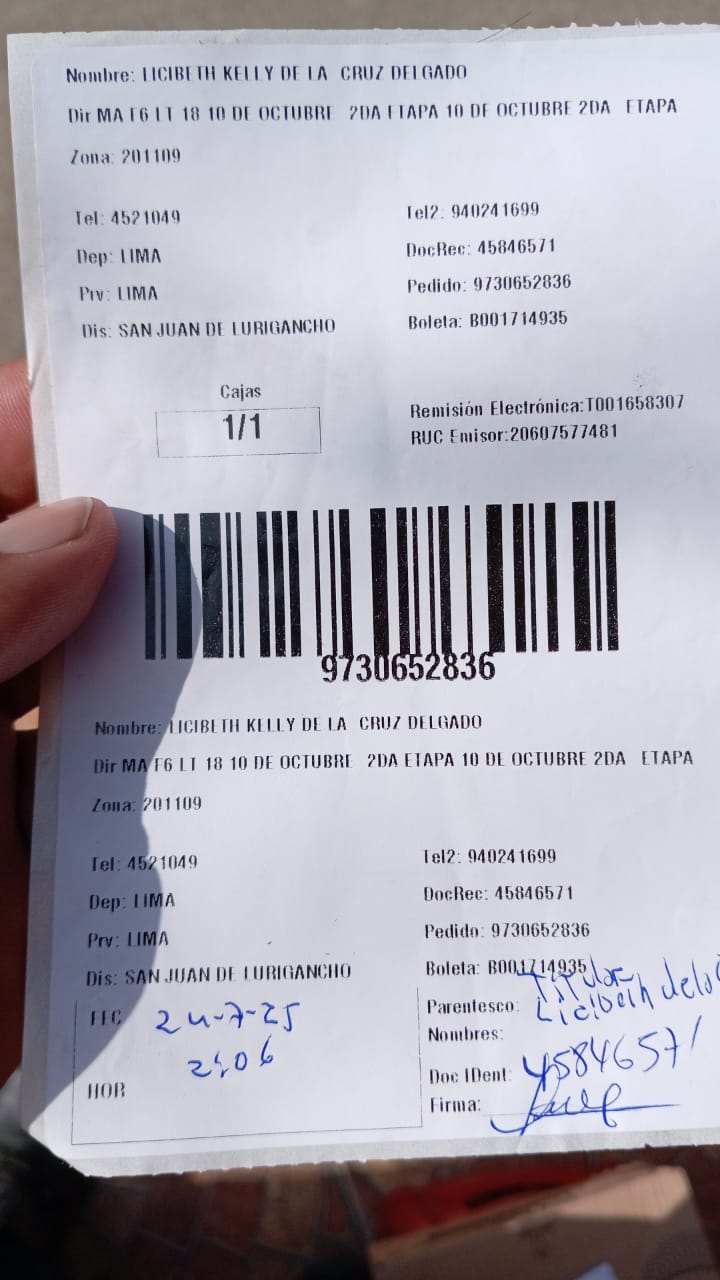 Nombre: LICIBETH KELLY DE LA CRUZ DELGADO
Dir MA F6 LT 18 10 DE OCTUBRE 2DA ETAPA 10 DE OCTUBRE 2DA ETAPA
Zona: 201109
Tel: 4521049 Tel2: 940241699
Dep: LIMA DocRec: 45846571
Prv: LIMA Pedido: 9730652836
Dis: SAN JUAN DE LURIGANCHO Boleta: B001714935
Cajas
1/1
Remisión Electrónica:T001658307
RUC Emisor:20607577481
9730652836
Nombre: LICIBETH KELLY DE LA CRUZ DELGADO
Dir MA F6 LT 18 10 DE OCTUBRE 2DA ETAPA 10 DE OCTUBRE 2DA ETAPA
Zona: 201109
Tel: 4521049 Tel2: 940241699
Dep: LIMA DocRec: 45846571
Prv: LIMA Pedido: 9730652836
Dis: SAN JUAN DE LURIGANCHO Boleta: B001714935
FEC 24-7-25
Parentesco: Titular
Nombres: Licibeth dela
HOR 2:06
Doc IDent: 45846571
Firma: